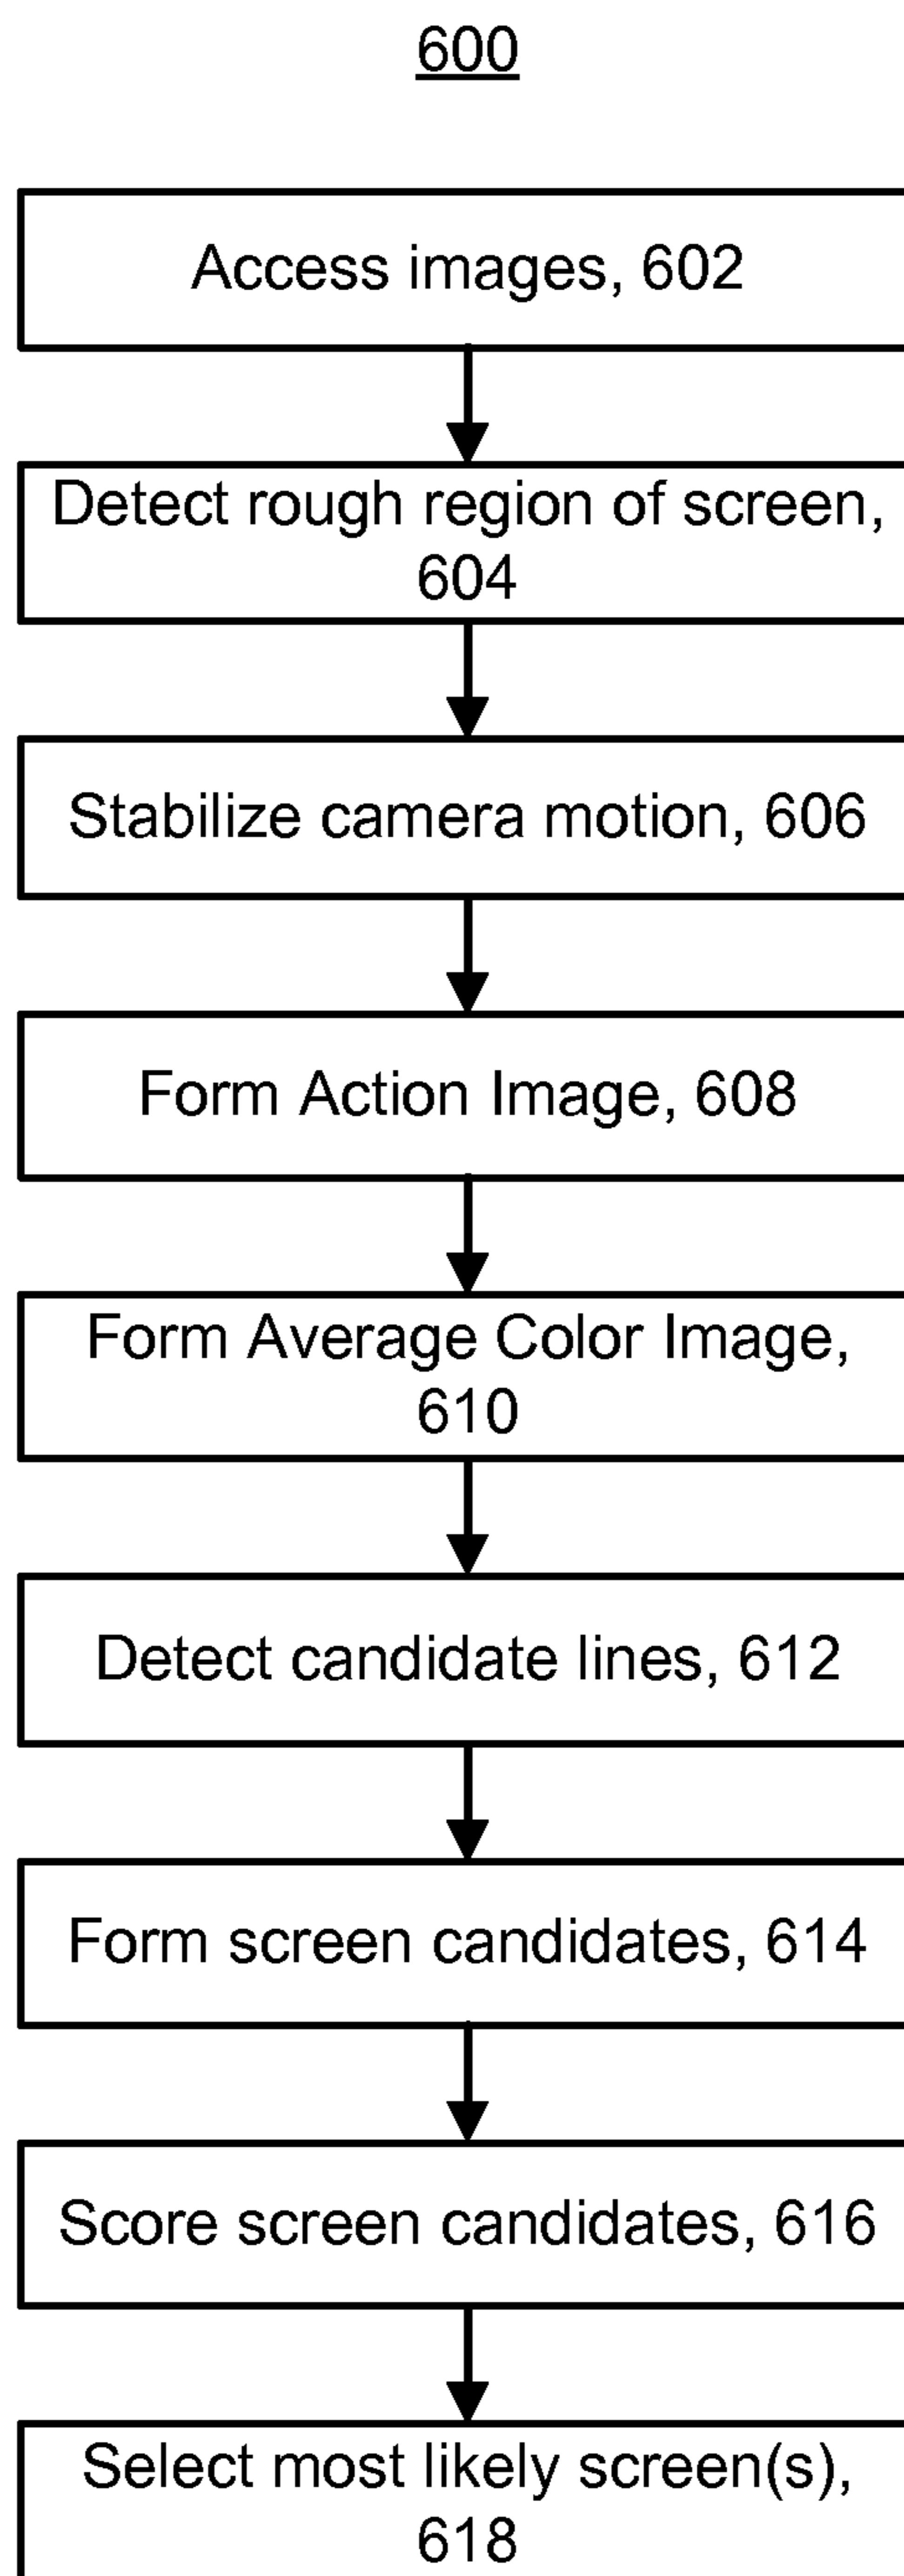 600
Access images, 602
Detect rough region of screen,
604
Stabilize camera motion, 606
Form Action Image, 608
Form Average Color Image,
610
Detect candidate lines, 612
Form screen candidates, 614
Score screen candidates, 616
Select most likely screen(s),
618